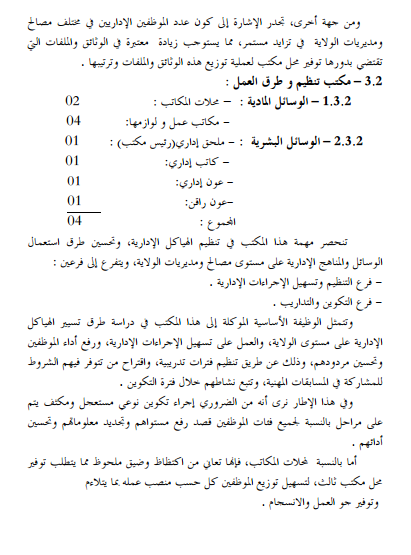 ومن جهة أخرى، تجدر الإشارة إلى كون عدد الموظفين الإداريين في مختلف مصالح
ومديريات الولاية في تزايد مستمر، مما يستوجب زيادة معتبرة في الوثائق والملفات التي
تقتضي بدورها توفير محل مكتب لعملية توزيع هذه الوثائق والملفات وترتيبها .
3.2 – مكتب تنظيم و طرق العمل :
1.3.2 – الوسائل المادية : – محلات المكاتب : 02
– مكاتب عمل و لوازمها: 04
2.3.2 – الوسائل البشرية : – ملحق إداري(رئيس مكتب) : 01
– كاتب إداري: 01
– عون إداري: 01
–عون راقن: 01
المجموع : 04
تنحصر مهمة هذا المكتب في تنظيم الهياكل الإدارية، وتحسين طرق استعمال
الوسائل والمناهج الإدارية على مستوى مصالح ومديريات الولاية، ويتفرع إلى فرعين :
– فرع التنظيم وتسهيل الإجراءات الإدارية .
– فرع التكوين والتداريب .
وتتمثل الوظيفة الأساسية الموكلة إلى هذا المكتب في دراسة طرق تسيير الهياكل
الإدارية على مستوى الولاية، والعمل على تسهيل الإجراءات الإدارية، ورفع أداء الموظفين
وتحسين مردودهم، وذلك عن طريق تنظيم فترات تدريبية، واقتراح من تتوفر فيهم الشروط
للمشاركة في المسابقات المهنية، وتتبع نشاطهم خلال فترة التكوين .
وفي هذا الإطار نرى أنه من الضروري إجراء تكوين نوعي مستعجل ومكثف يتم
على مراحل بالنسبة لجميع فئات الموظفين قصد رفع مستواهم وتجديد معلوماتهم وتحسين
أدائهم .
أما بالنسبة لمحلات المكاتب، فإنها تعاني من اكتظاظ وضيق ملحوظ مما يتطلب توفير
محل مكتب ثالث، لتسهيل توزيع الموظفين كل حسب منصب عمله بما يتلاءم
وتوفير جو العمل والانسجام .